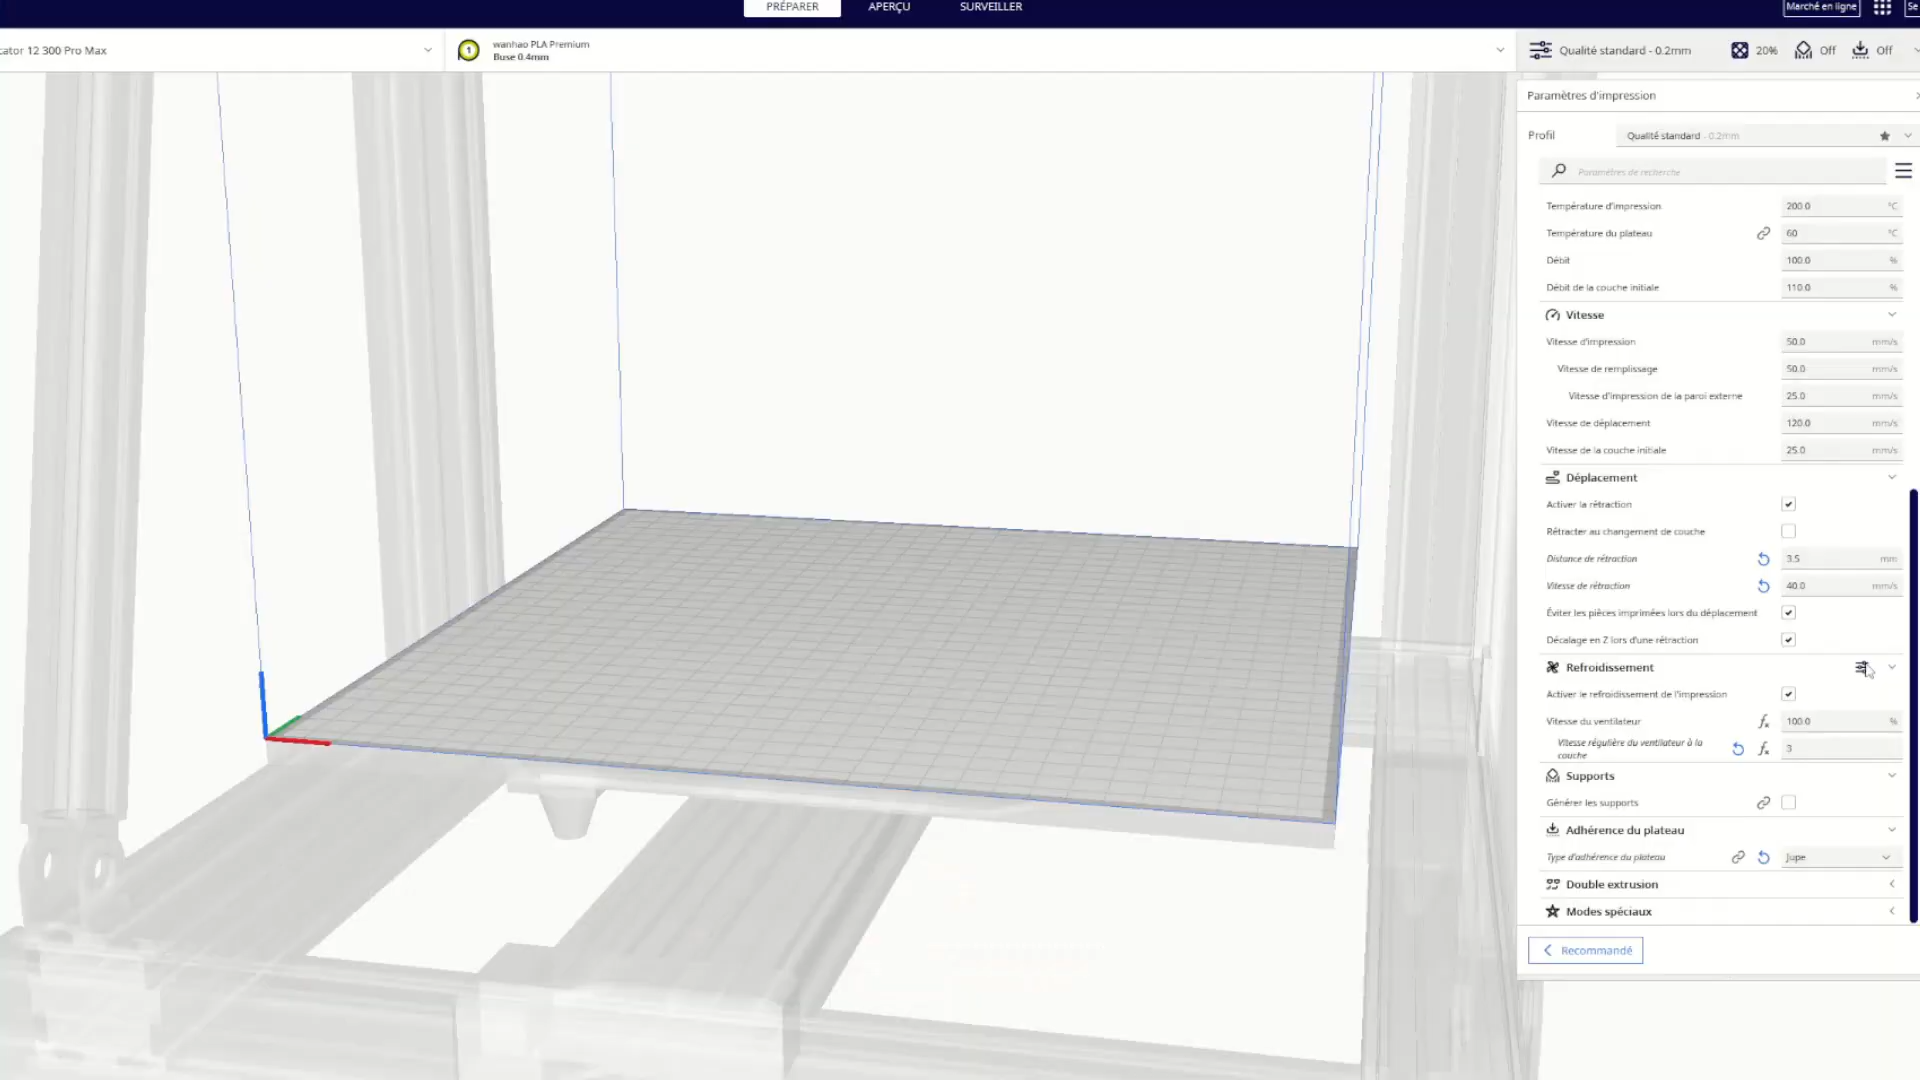 PRÉPARER
APERÇU
SURVEILLER
Marché en ligne
Se
cator 12 300 Pro Max
1
wanhao PLA Premium
Buse 0.4mm
Qualité standard - 0.2mm
20%
Off
Off
Paramètres d'impression
Profil
Qualité standard - 0.2mm
Paramètres de recherche
Température d'impression 200.0 °C
Température du plateau 60 °C
Débit 100.0 %
Débit de la couche initiale 110.0 %
Vitesse
Vitesse d'impression 50.0 mm/s
Vitesse de remplissage 50.0 mm/s
Vitesse d'impression de la paroi externe 25.0 mm/s
Vitesse de déplacement 120.0 mm/s
Vitesse de la couche initiale 25.0 mm/s
Déplacement
Activer la rétraction
Rétracter au changement de couche
Distance de rétraction 3.5 mm
Vitesse de rétraction 40.0 mm/s
Éviter les pièces imprimées lors du déplacement
Décalage en Z lors d'une rétraction
Refroidissement
Activer le refroidissement de l'impression
Vitesse du ventilateur fx 100.0 %
Vitesse régulière du ventilateur à la
couche fx 3
Supports
Générer les supports
Adhérence du plateau
Type d'adhérence du plateau Jupe
Double extrusion
Modes spéciaux
Recommandé